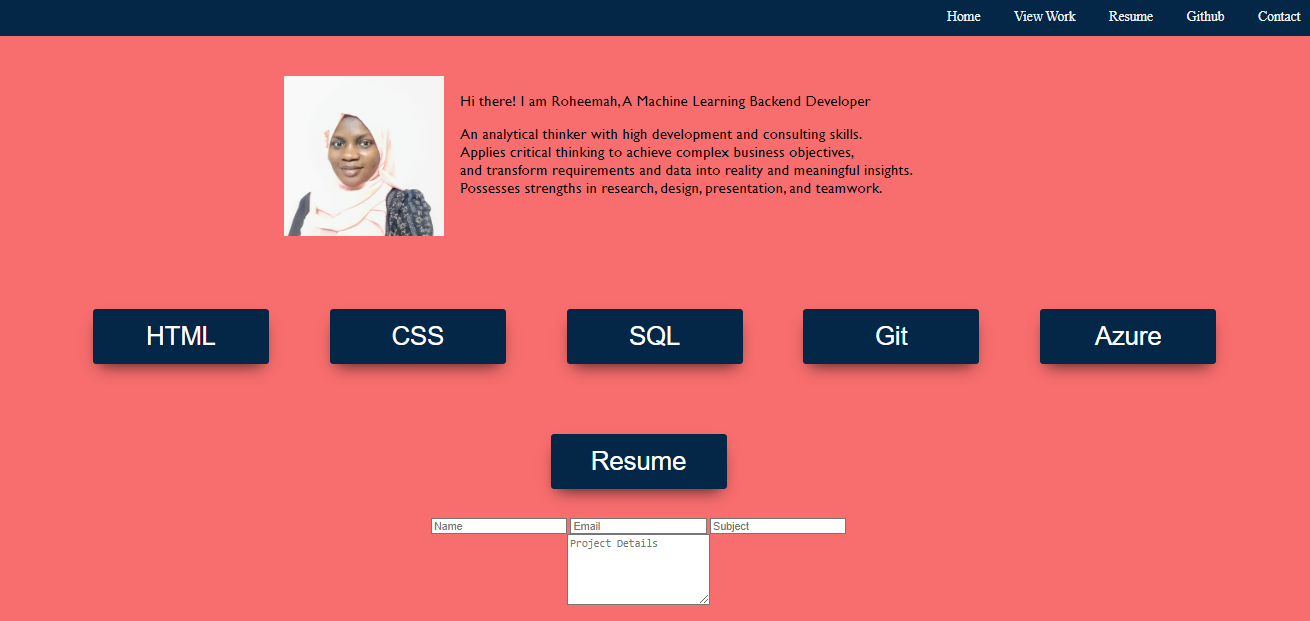 Home View Work Resume Github Contact
Hi there! I am Roheemah, A Machine Learning Backend Developer
An analytical thinker with high development and consulting skills.
Applies critical thinking to achieve complex business objectives,
and transform requirements and data into reality and meaningful insights.
Possesses strengths in research, design, presentation, and teamwork.
HTML CSS SQL Git Azure
Resume
Name Email Subject
Project Details